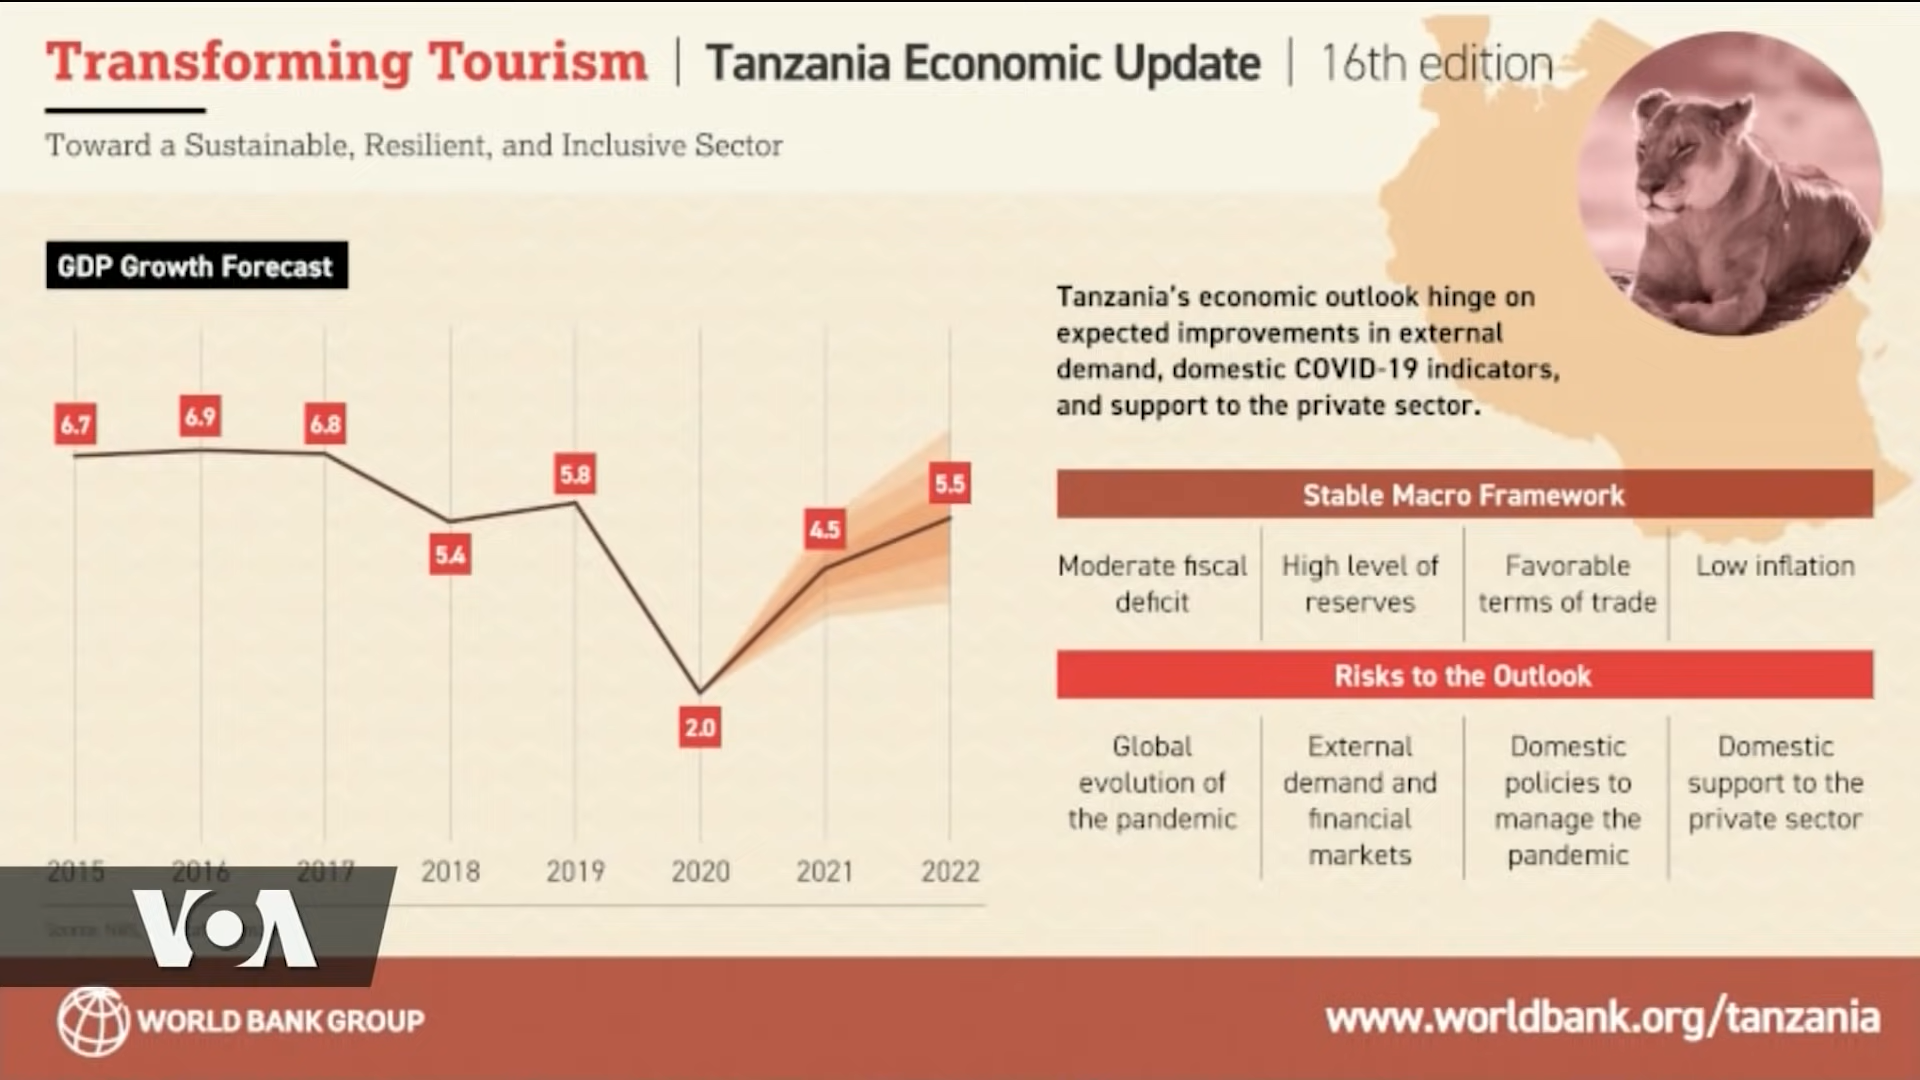 Transforming Tourism | Tanzania Economic Update | 16th edition
Toward a Sustainable, Resilient, and Inclusive Sector
GDP Growth Forecast
6.7
6.9
6.8
5.4
5.8
2.0
4.5
5.5
2015 2016 2017 2018 2019 2020 2021 2022
Tanzania's economic outlook hinge on
expected improvements in external
demand, domestic COVID-19 indicators,
and support to the private sector.
Stable Macro Framework
Moderate fiscal
deficit
High level of
reserves
Favorable
terms of trade
Low inflation
Risks to the Outlook
Global
evolution of
the pandemic
External
demand and
financial
markets
Domestic
policies to
manage the
pandemic
Domestic
support to the
private sector
Source:
VOA
WORLD BANK GROUP
www.worldbank.org/tanzania